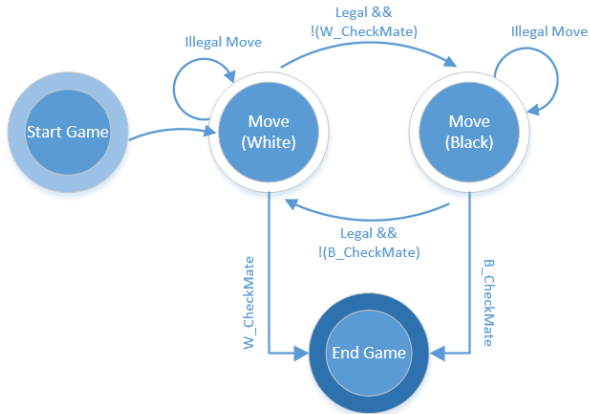 Legal &&
!(W_CheckMate)
Illegal Move
Illegal Move
Start Game
Move
(White)
Move
(Black)
Legal &&
!(B_CheckMate)
W_CheckMate
B_CheckMate
End Game